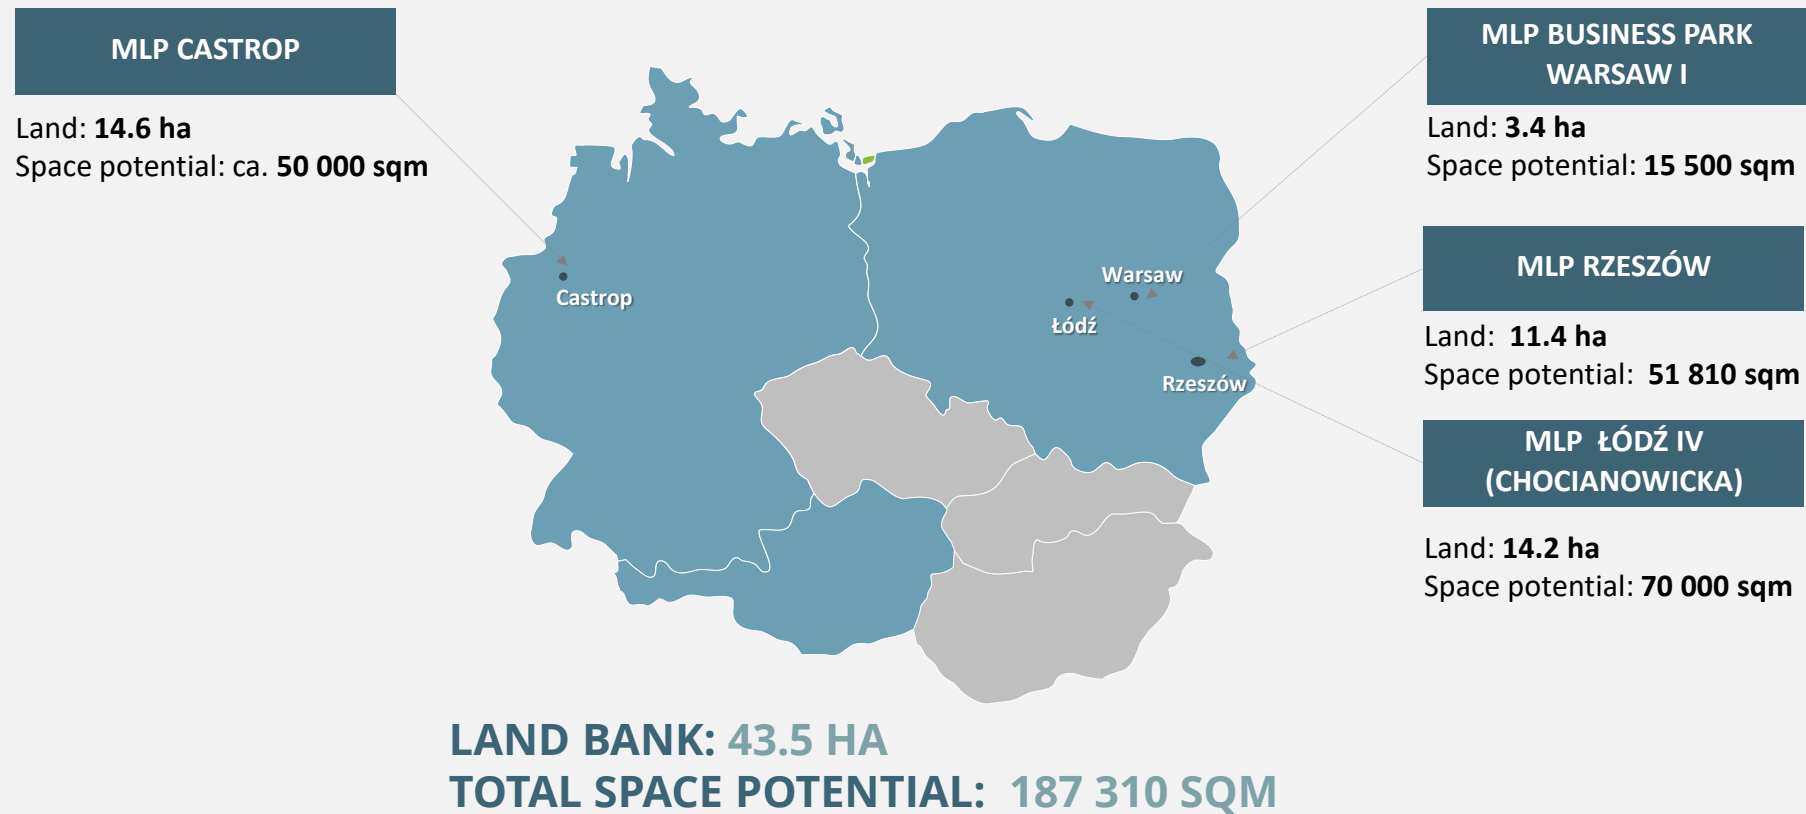 MLP CASTROP
Land: 14.6 ha
Space potential: ca. 50 000 sqm
MLP BUSINESS PARK
WARSAW I
Land: 3.4 ha
Space potential: 15 500 sqm
MLP RZESZÓW
Land: 11.4 ha
Space potential: 51 810 sqm
MLP ŁÓDŹ IV
(CHOCIANOWICKA)
Land: 14.2 ha
Space potential: 70 000 sqm
Castrop
Warsaw
Łódź
Rzeszów
LAND BANK: 43.5 HA
TOTAL SPACE POTENTIAL: 187 310 SQM